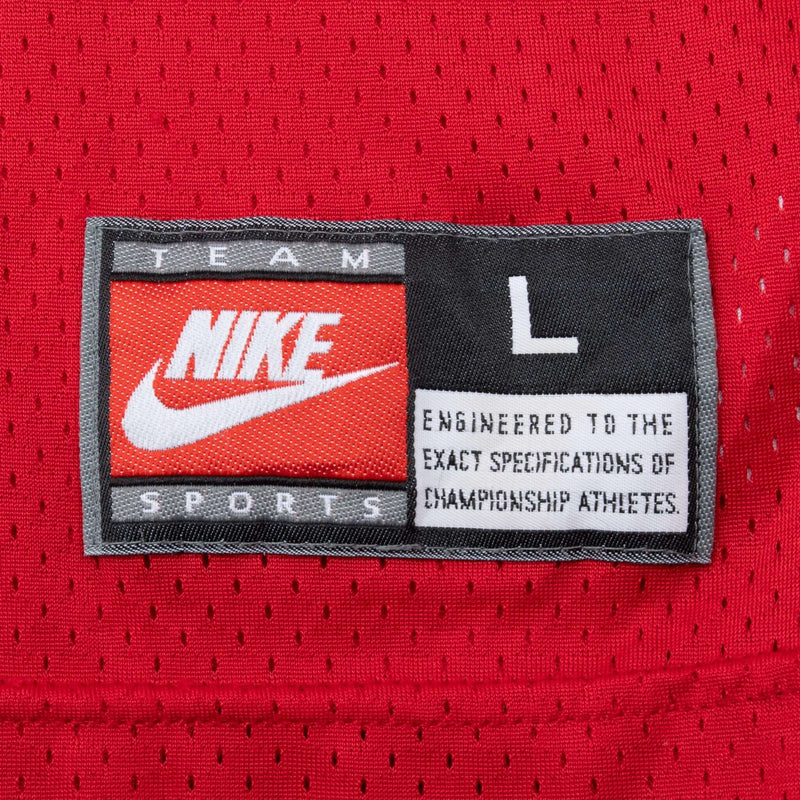 TEAM
NIKE
SPORTS
L
ENGINEERED TO THE
EXACT SPECIFICATIONS OF
CHAMPIONSHIP ATHLETES.